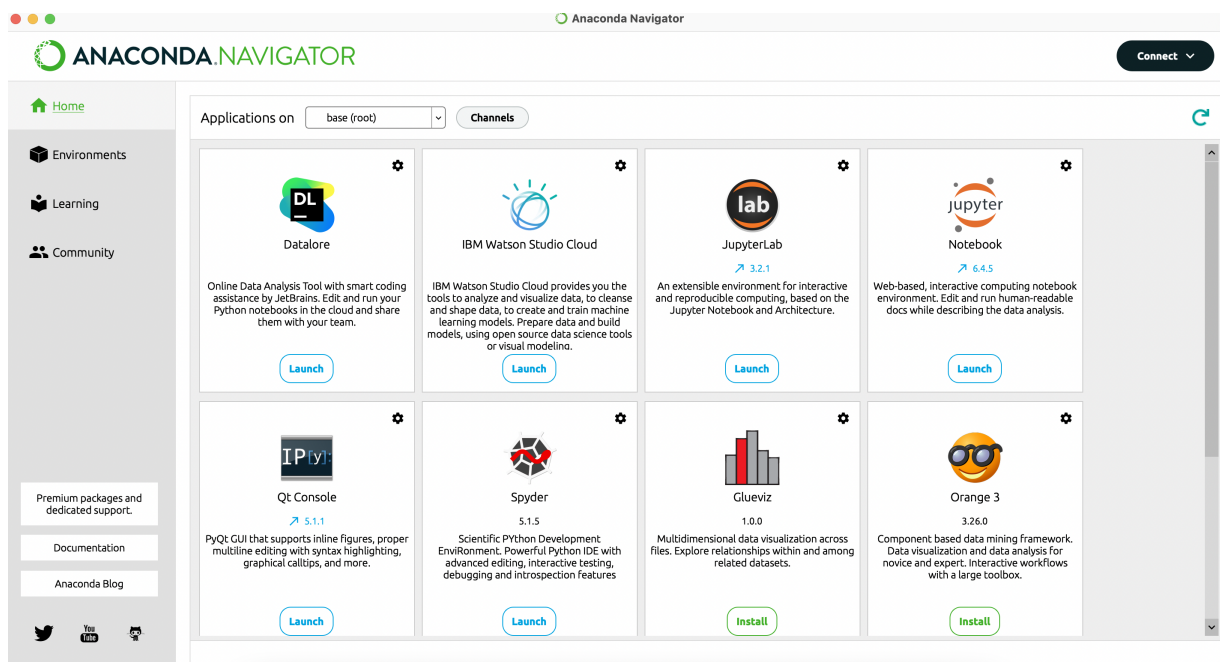 Anaconda Navigator
ANACONDA.NAVIGATOR
Connect
Home
Environments
Learning
Community
Premium packages and
dedicated support.
Documentation
Anaconda Blog
You
Tube
Applications on
base (root)
Channels
DL
Datalore
Online Data Analysis Tool with smart coding
assistance by JetBrains. Edit and run your
Python notebooks in the cloud and share
them with your team.
Launch
IBM Watson Studio Cloud
IBM Watson Studio Cloud provides you the
tools to analyze and visualize data, to cleanse
and shape data, to create and train machine
learning models. Prepare data and build
models, using open source data science tools
or visual modeling.
Launch
lab
JupyterLab
3.2.1
An extensible environment for interactive
and reproducible computing, based on the
Jupyter Notebook and Architecture.
Launch
jupyter
Notebook
6.4.5
Web-based, interactive computing notebook
environment. Edit and run human-readable
docs while describing the data analysis.
Launch
IP[y]:
Qt Console
5.1.1
PyQt GUI that supports inline figures, proper
multiline editing with syntax highlighting,
graphical calltips, and more.
Launch
Spyder
5.1.5
Scientific PYthon Development
EnviRonment. Powerful Python IDE with
advanced editing, interactive testing,
debugging and introspection features
Launch
Glueviz
1.0.0
Multidimensional data visualization across
files. Explore relationships within and among
related datasets.
Install
Orange 3
3.26.0
Component based data mining framework.
Data visualization and data analysis for
novice and expert. Interactive workflows
with a large toolbox.
Install